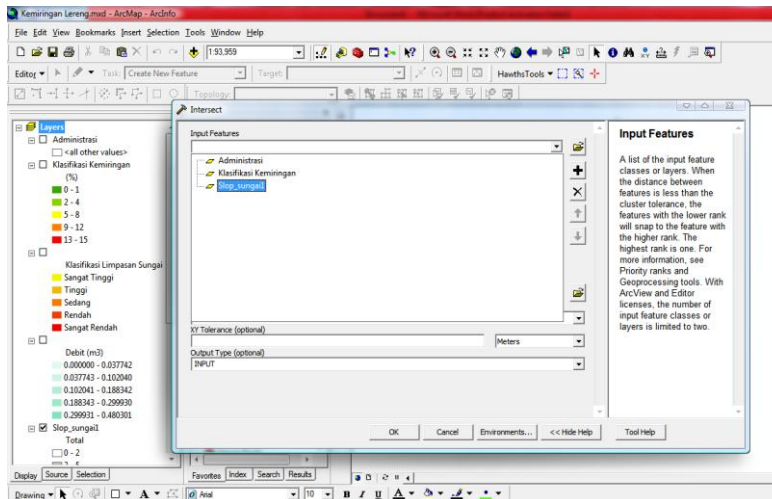 Kemiringan Lereng.mxd - ArcMap - ArcInfo
File Edit View Bookmarks Insert Selection Tools Window Help
1:93,959
Editor Task: Create New Feature Target: HawthsTools
Topology:
Layers
Administrasi
<all other values>
Klasifikasi Kemiringan
(%)
0 - 1
2 - 4
5 - 8
9 - 12
13 - 15
Klasifikasi Limpasan Sungai
Sangat Tinggi
Tinggi
Sedang
Rendah
Sangat Rendah
Debit (m3)
0.000000 - 0.037742
0.037743 - 0.102040
0.102041 - 0.188342
0.188343 - 0.299930
0.299931 - 0.480301
Slop_sungai1
Total
0 - 2
Display Source Selection
Favorites Index Search Results
Intersect
Input Features
Administrasi
Klasifikasi Kemiringan
Slop_sungai1
XY Tolerance (optional)
Meters
Output Type (optional)
INPUT
OK Cancel Environments... << Hide Help Tool Help
Input Features
A list of the input feature
classes or layers. When
the distance between
features is less than the
cluster tolerance, the
features with the lower rank
will snap to the feature with
the higher rank. The
highest rank is one. For
more information, see
Priority ranks and
Geoprocessing tools. With
ArcView and Editor
licenses, the number of
input feature classes or
layers is limited to two.
Drawing A Arial 10 B I U A